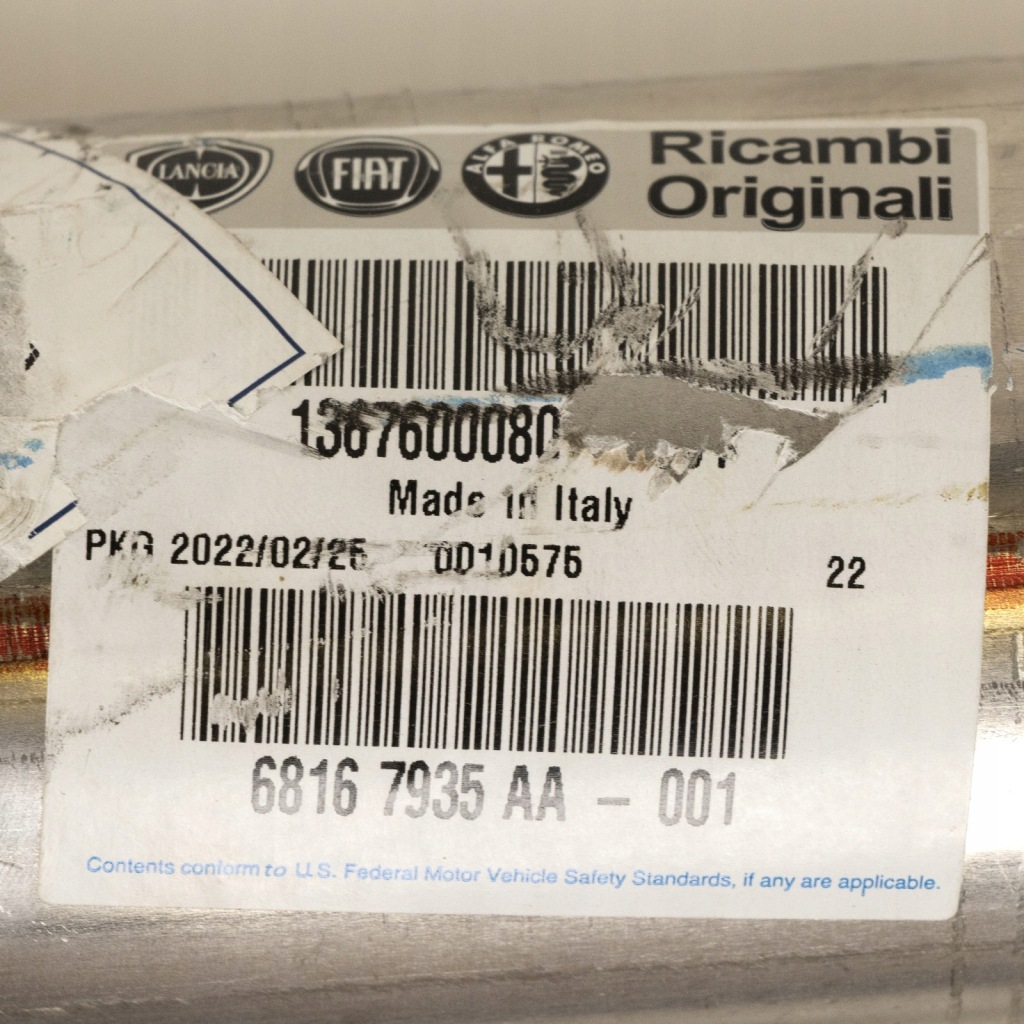 LANCIA FIAT ALFA ROMEO Ricambi
Originali
1367600080
Made in Italy
PKG 2022/02/25 0010575 22
6816 7935 AA - 001
Contents conform to U.S. Federal Motor Vehicle Safety Standards, if any are applicable.